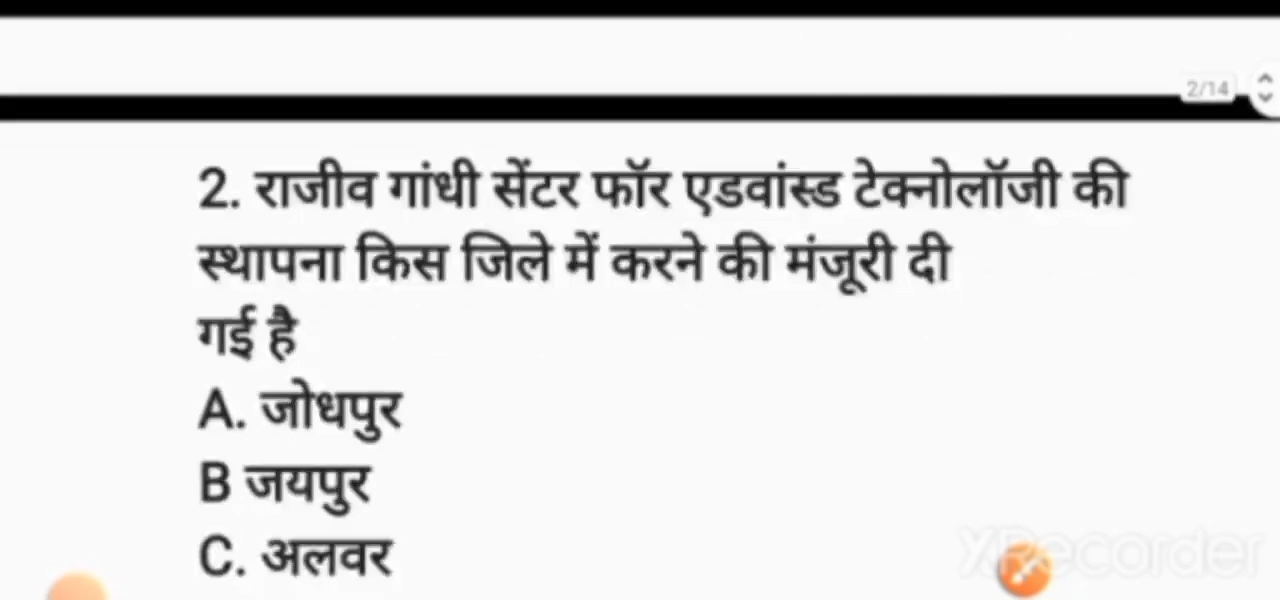 2/14
2. राजीव गांधी सेंटर फॉर एडवांस्ड टेक्नोलॉजी की
स्थापना किस जिले में करने की मंजूरी दी
गई है
A. जोधपुर
B जयपुर
C. अलवर
XRecorder